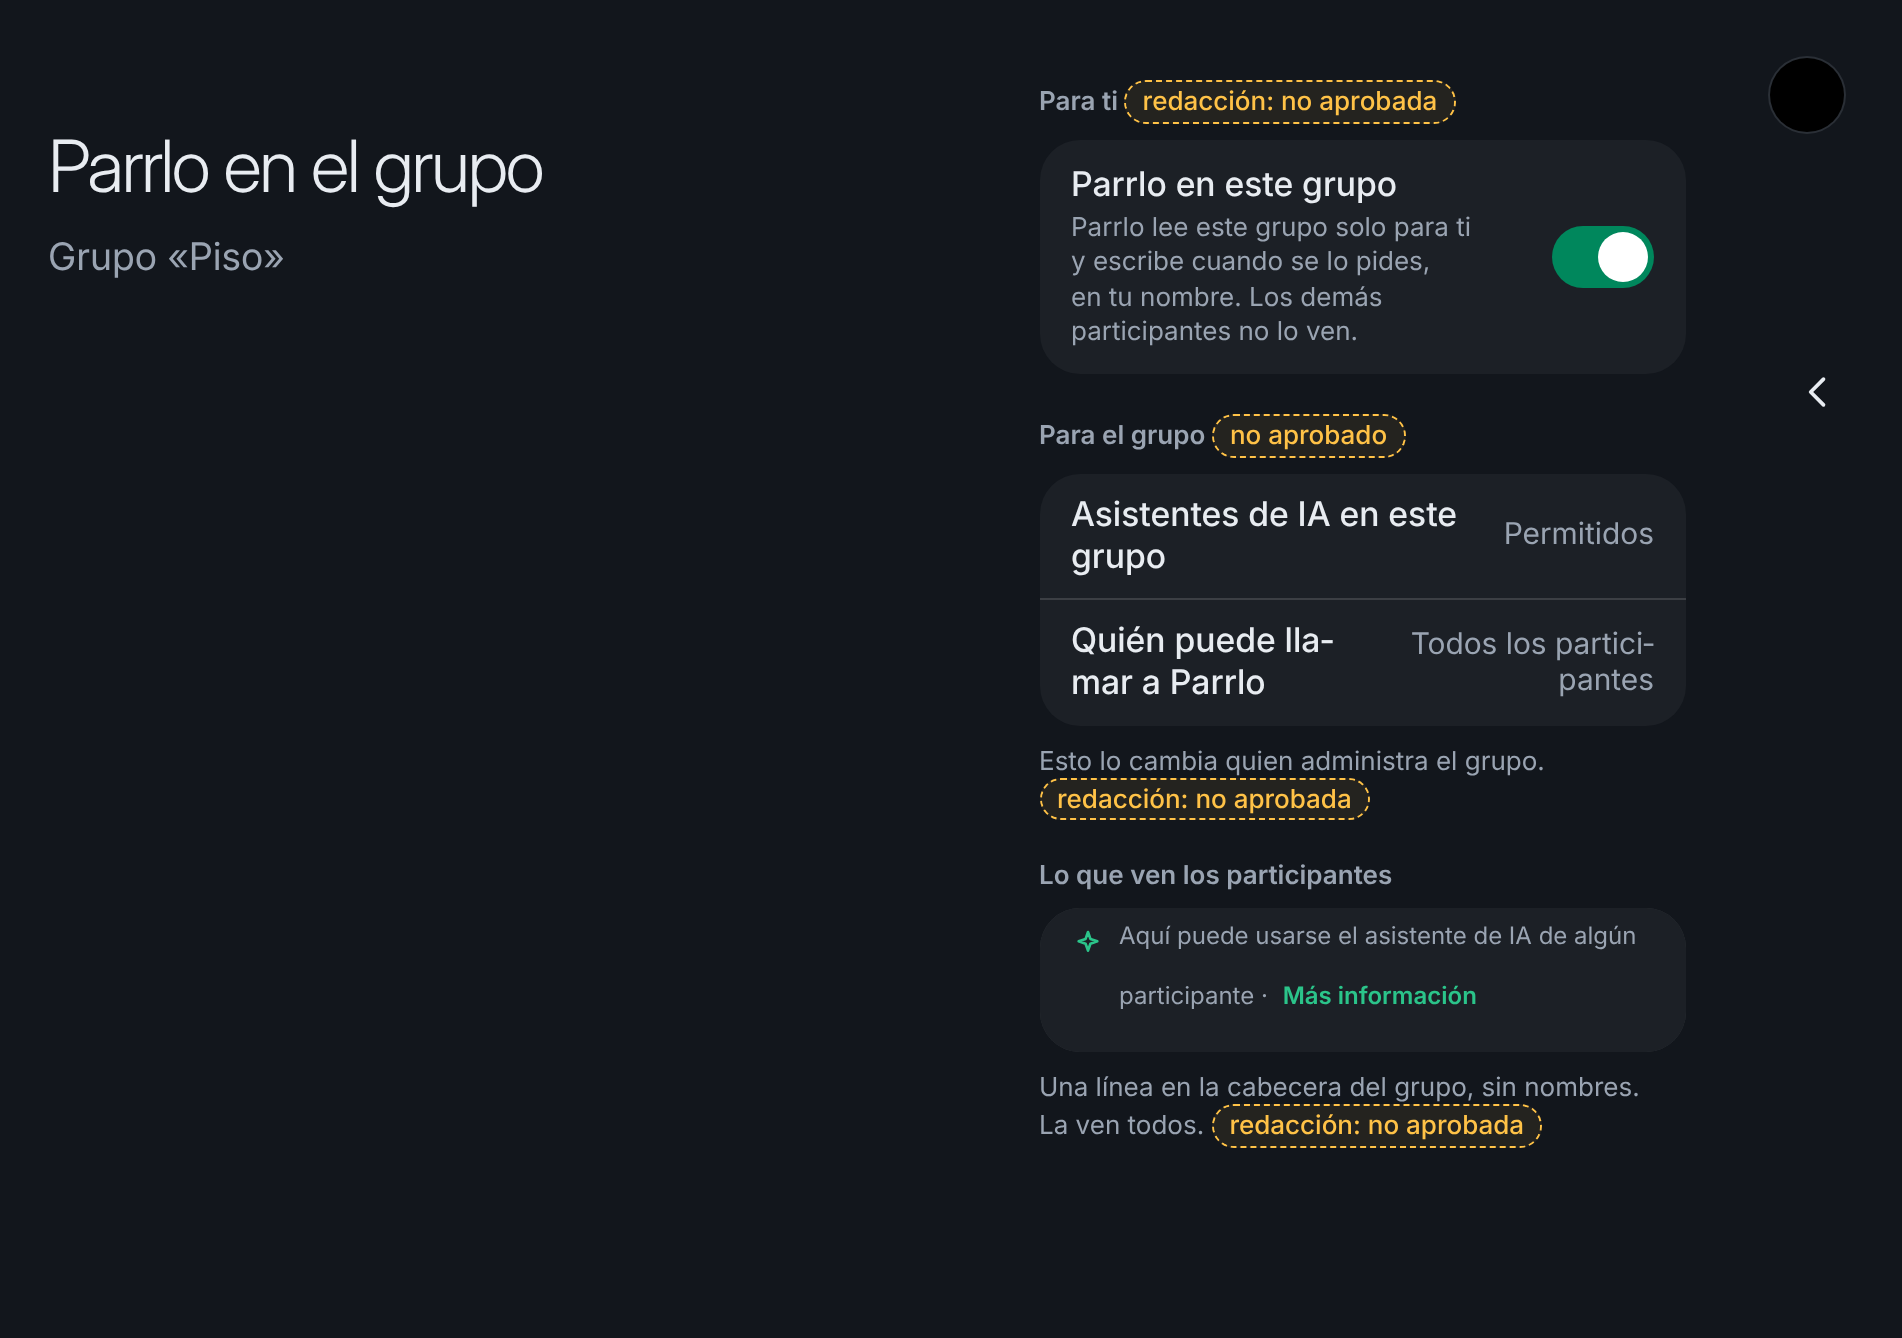 Parrlo en el grupo
Grupo «Piso»
Para ti redacción: no aprobada
Parrlo en este grupo
Parrlo lee este grupo solo para ti
y escribe cuando se lo pides,
en tu nombre. Los demás
participantes no lo ven.
Para el grupo no aprobado
Asistentes de IA en este
grupo
Permitidos
Quién puede lla-
mar a Parrlo
Todos los partici-
pantes
Esto lo cambia quien administra el grupo.
redacción: no aprobada
Lo que ven los participantes
Aquí puede usarse el asistente de IA de algún
participante · Más información
Una línea en la cabecera del grupo, sin nombres.
La ven todos. redacción: no aprobada